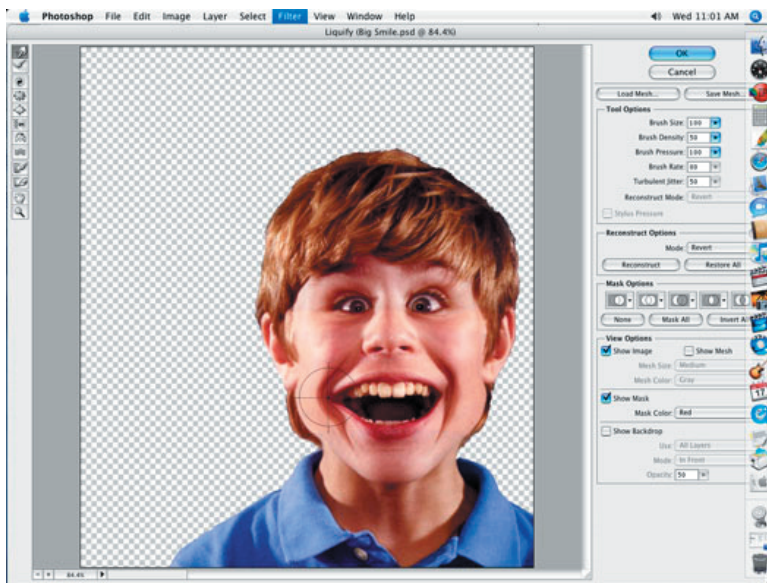 Photoshop File Edit Image Layer Select Filter View Window Help Wed 11:01 AM
Liquify (Big Smile.psd @ 84.4%)
OK
Cancel
Load Mesh... Save Mesh...
Tool Options
Brush Size: 100
Brush Density: 50
Brush Pressure: 100
Brush Rate: 80
Turbulent Jitter: 50
Reconstruct Mode: Revert
Stylus Pressure
Reconstruct Options
Mode: Revert
Reconstruct Restore All
Mask Options
None Mask All Invert A
View Options
Show Image Show Mesh
Mesh Size: Medium
Mesh Color: Gray
Show Mask
Mask Color: Red
Show Backdrop
Use: All Layers
Mode: In Front
Opacity: 50
84.4%
17